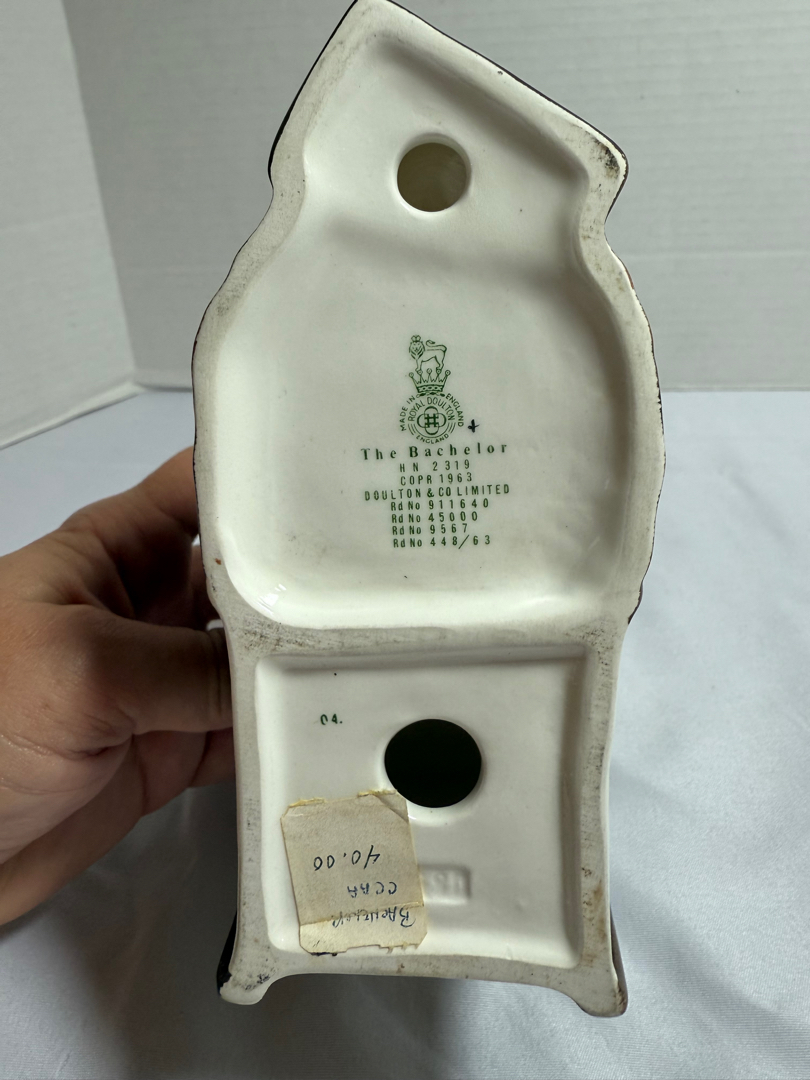 MADE IN ENGLAND
ROYAL DOULTON
ENGLAND
The Bachelor
HN 2319
COPR 1963
DOULTON & CO LIMITED
Rd No 911640
Rd No 45000
Rd No 9567
Rd No 448/63
04.
BACHELOR
CCAA
40.00